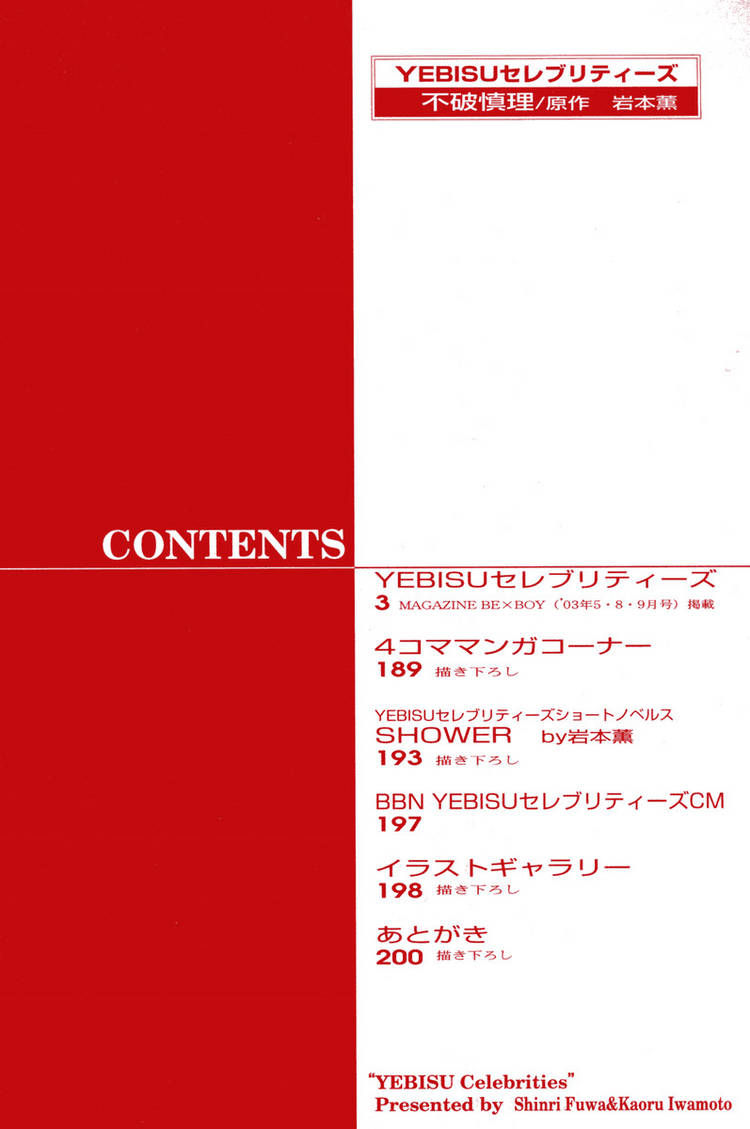 YEBISUセレブリティーズ
不破慎理/原作 岩本薫
CONTENTS
YEBISUセレブリティーズ
3 MAGAZINE BE×BOY（'03年5・8・9月号）掲載
4コママンガコーナー
189 描き下ろし
YEBISUセレブリティーズショートノベルス
SHOWER by岩本薫
193 描き下ろし
BBN YEBISUセレブリティーズCM
197
イラストギャラリー
198 描き下ろし
あとがき
200 描き下ろし
"YEBISU Celebrities"
Presented by Shinri Fuwa&Kaoru Iwamoto